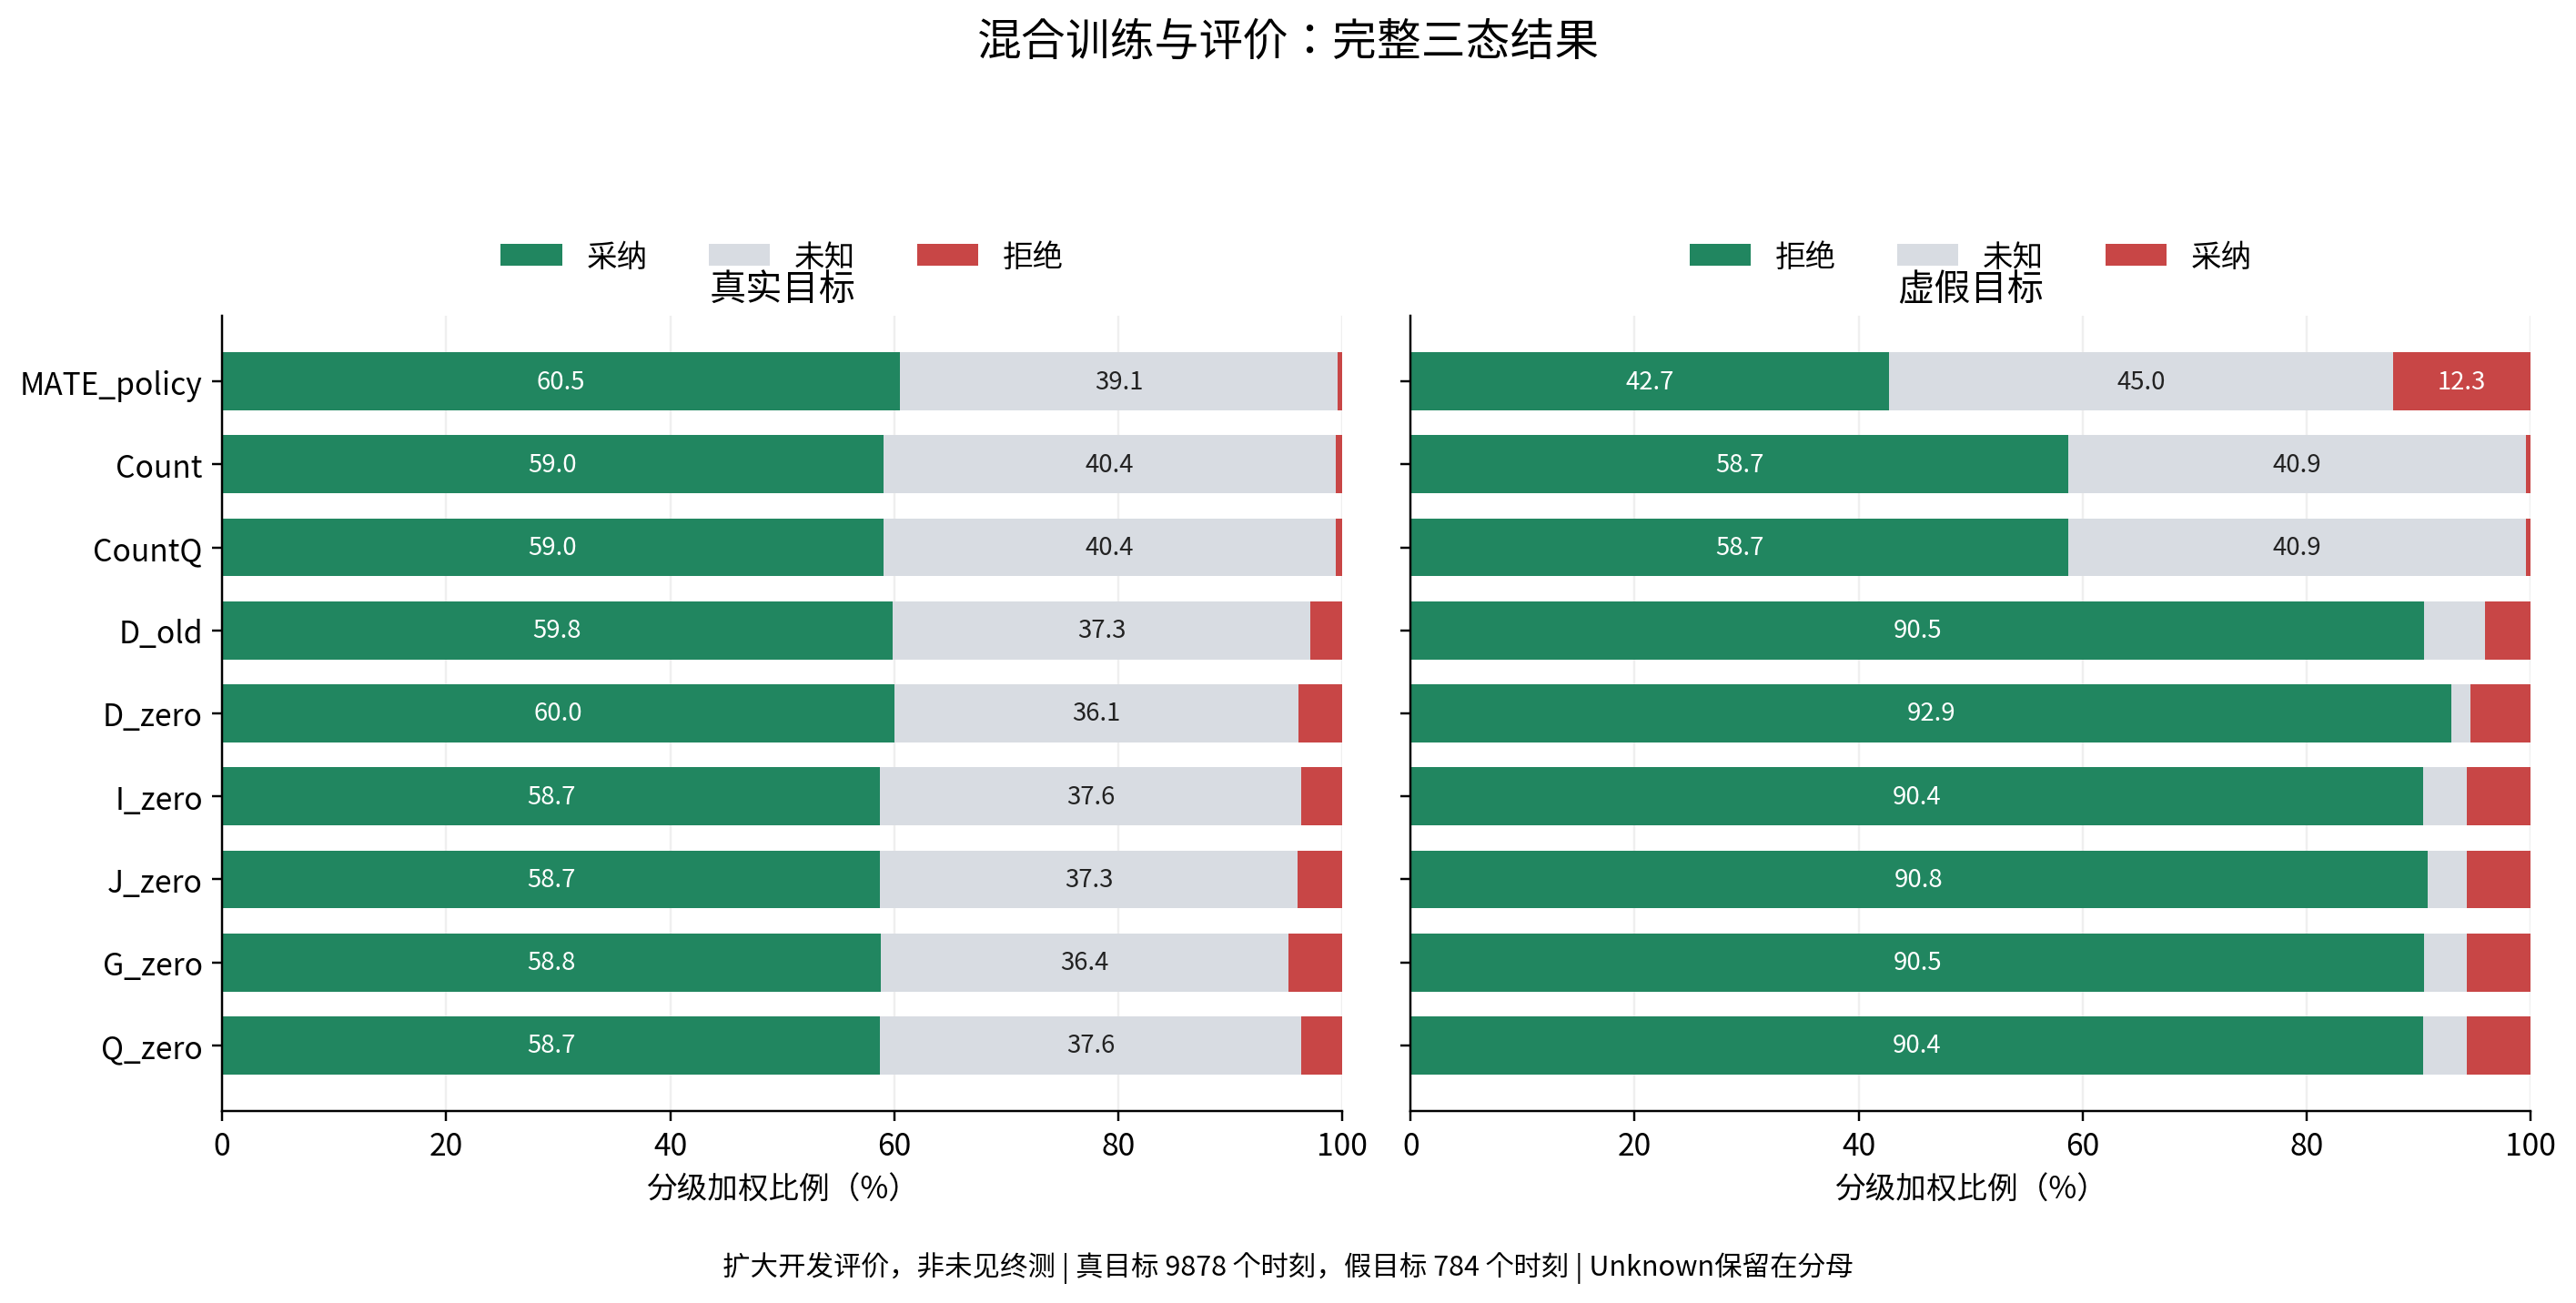 混合训练与评价：完整三态结果
采纳 未知 拒绝
真实目标
拒绝 未知 采纳
虚假目标
MATE_policy 60.5 39.1 42.7 45.0 12.3
Count 59.0 40.4 58.7 40.9
CountQ 59.0 40.4 58.7 40.9
D_old 59.8 37.3 90.5
D_zero 60.0 36.1 92.9
I_zero 58.7 37.6 90.4
J_zero 58.7 37.3 90.8
G_zero 58.8 36.4 90.5
Q_zero 58.7 37.6 90.4
0 20 40 60 80 100 0 20 40 60 80 100
分级加权比例（%） 分级加权比例（%）
扩大开发评价，非未见终测 | 真目标 9878 个时刻，假目标 784 个时刻 | Unknown保留在分母